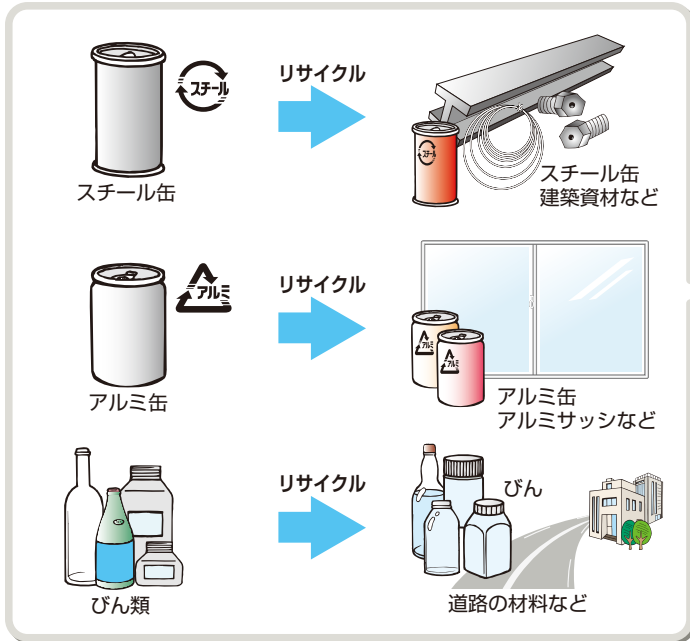 スチール
スチール缶
リサイクル
スチール
スチール缶
建築資材など
アルミ
アルミ缶
リサイクル
アルミ
アルミ
アルミ缶
アルミサッシなど
びん類
リサイクル
びん
道路の材料など